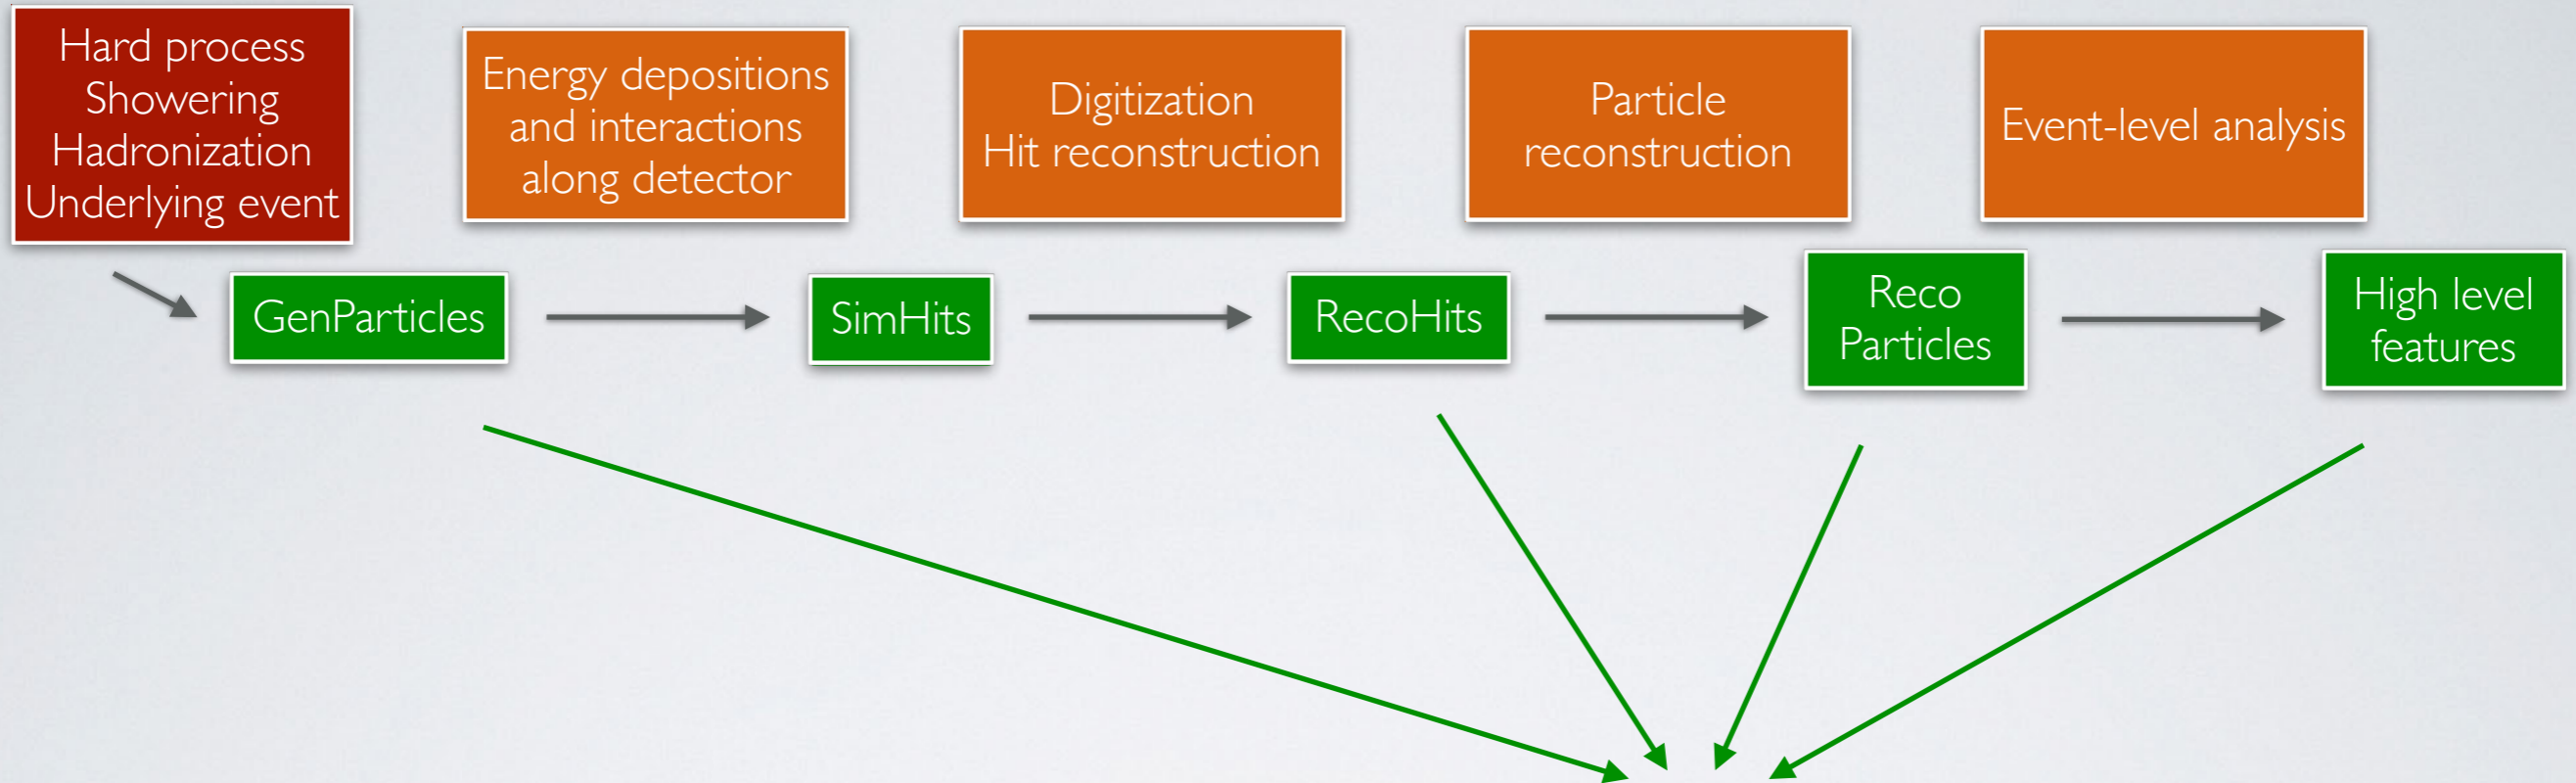 Hard process
Showering
Hadronization
Underlying event
Energy depositions
and interactions
along detector
Digitization
Hit reconstruction
Particle
reconstruction
Event-level analysis
GenParticles
SimHits
RecoHits
Reco
Particles
High level
features